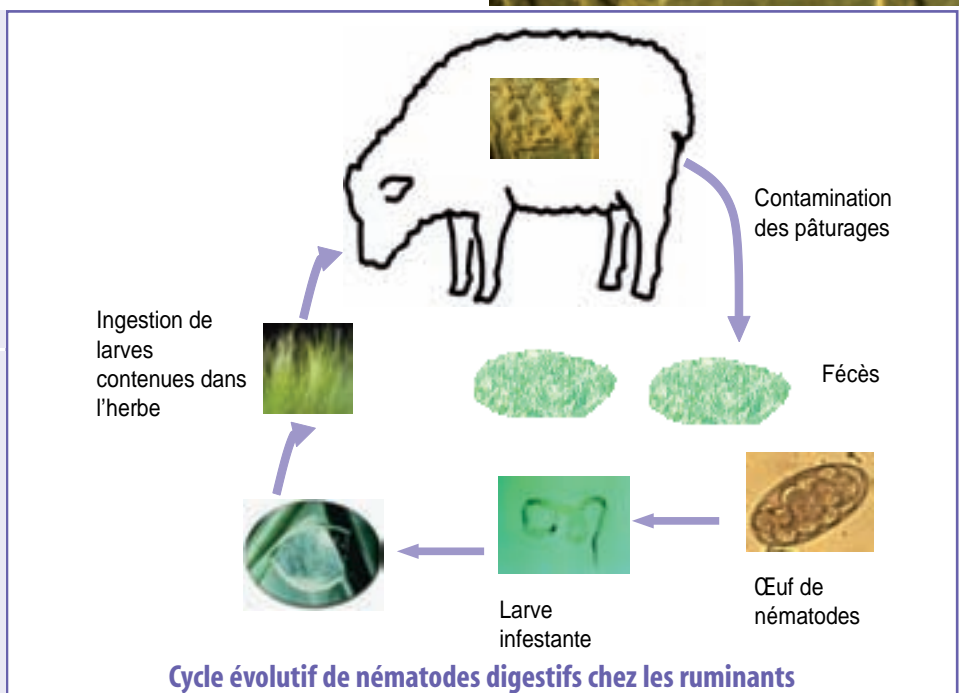 Contamination
des pâturages
Ingestion de
larves
contenues dans
l’herbe
Fécès
Larve
infestante
Œuf de
nématodes
Cycle évolutif de nématodes digestifs chez les ruminants